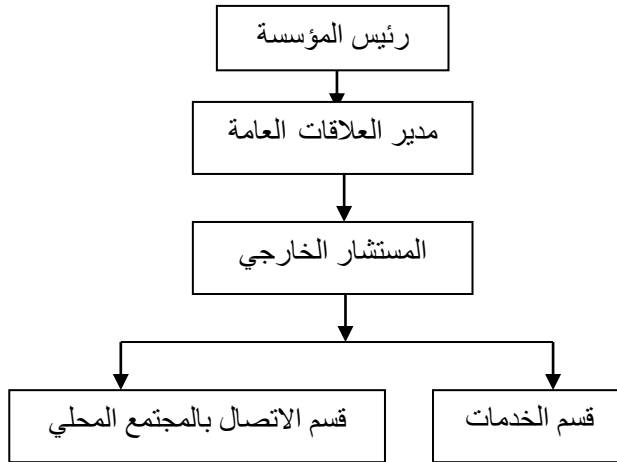 رئيس المؤسسة
مدير العلاقات العامة
المستشار الخارجي
قسم الخدمات
قسم الاتصال بالمجتمع المحلي